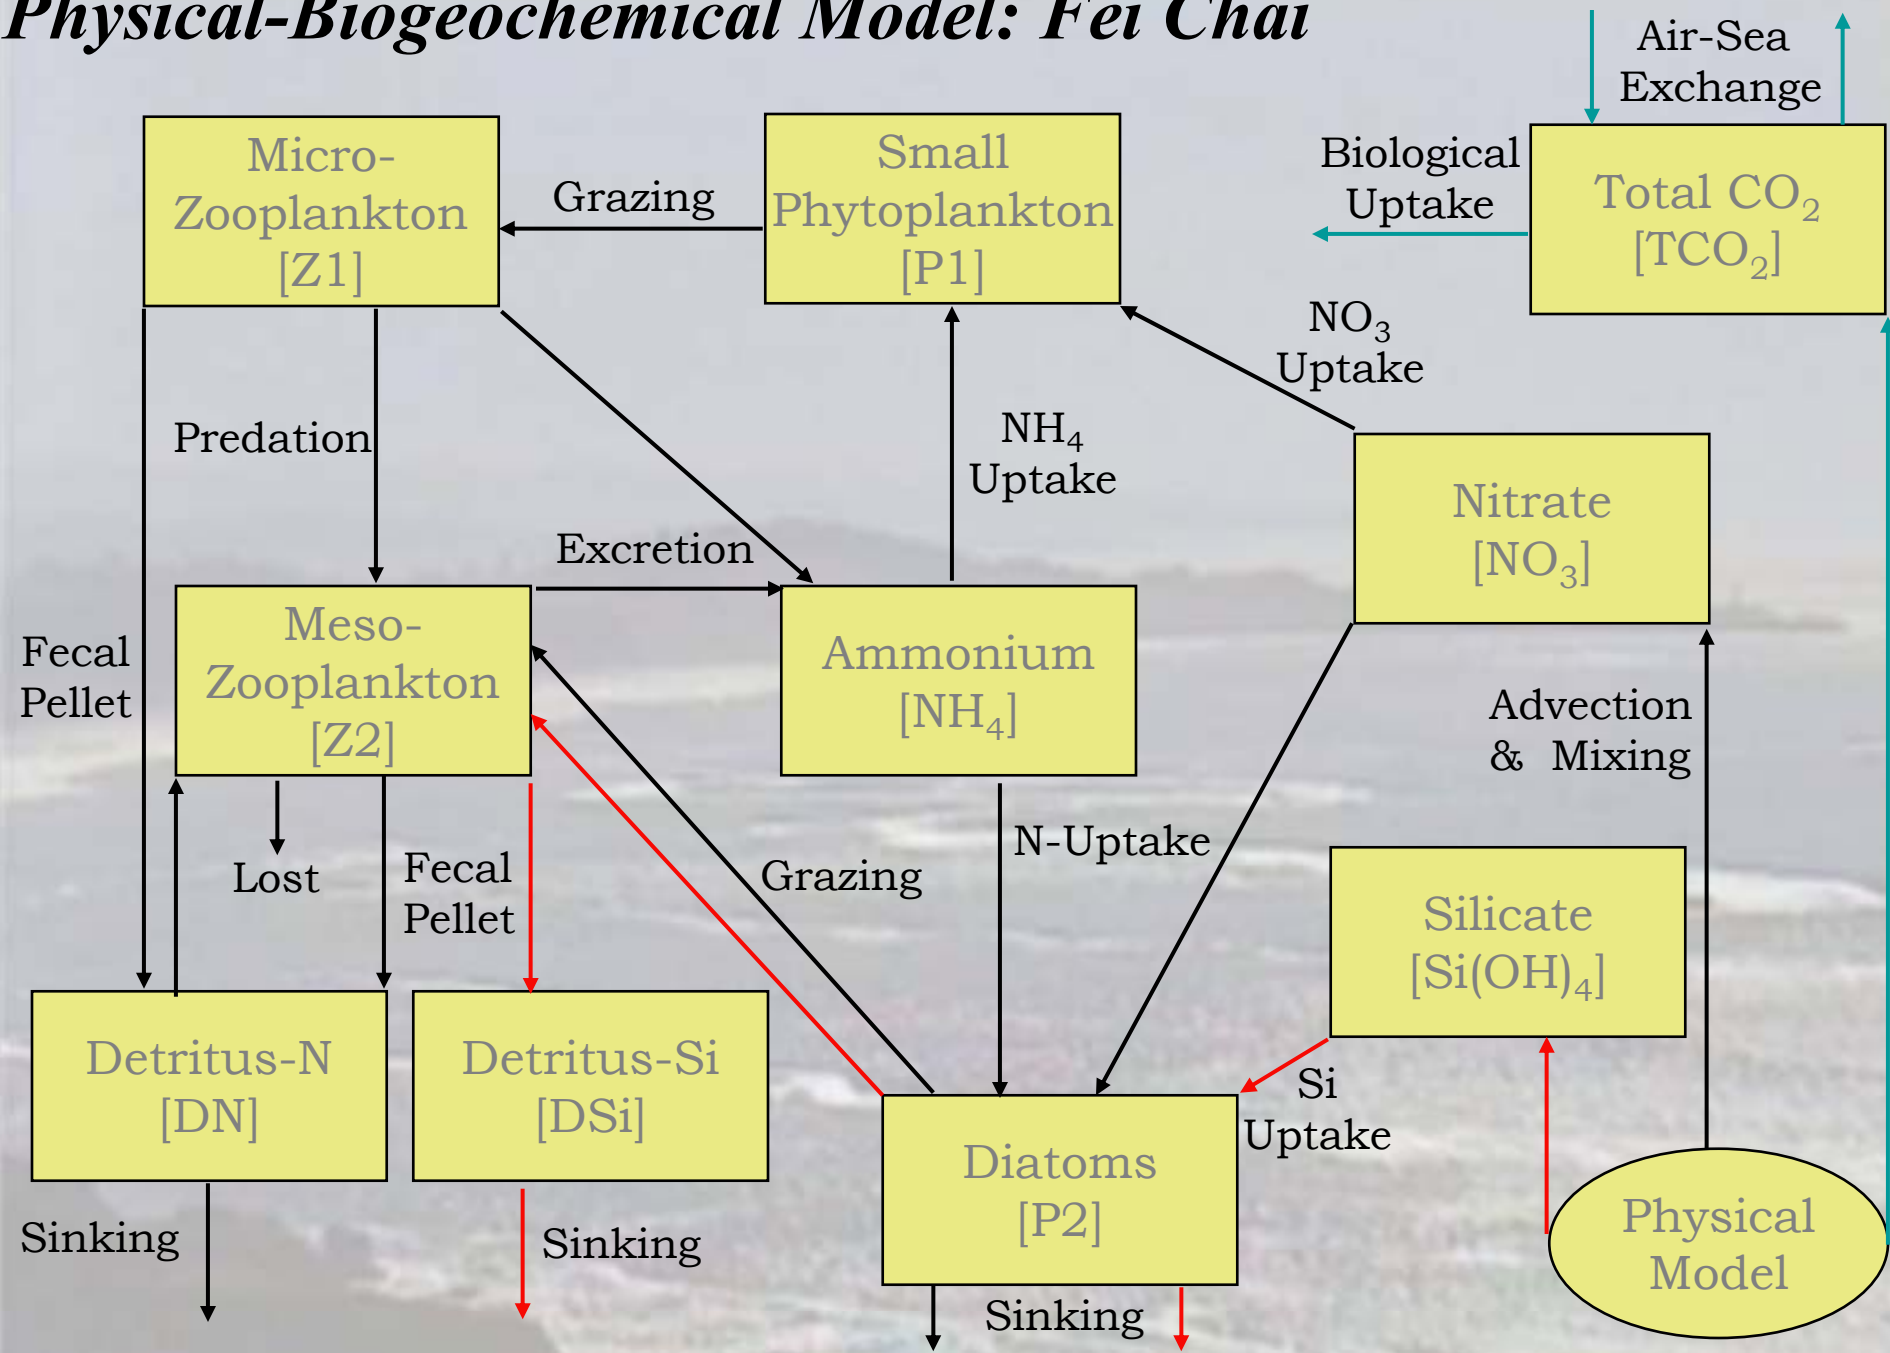 Physical-Biogeochemical Model: Fei Chai
Air-Sea
Exchange
Micro-
Zooplankton
[Z1]
Grazing
Small
Phytoplankton
[P1]
Biological
Uptake
Total CO₂
[TCO₂]
NO₃
Uptake
Predation
NH₄
Uptake
Nitrate
[NO₃]
Excretion
Fecal
Pellet
Meso-
Zooplankton
[Z2]
Ammonium
[NH₄]
Advection
& Mixing
Lost
Fecal
Pellet
Grazing
N-Uptake
Silicate
[Si(OH)₄]
Detritus-N
[DN]
Detritus-Si
[DSi]
Si
Uptake
Diatoms
[P2]
Physical
Model
Sinking
Sinking
Sinking